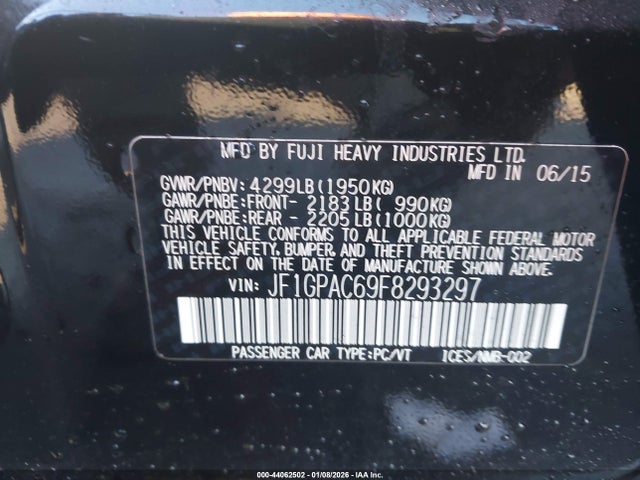 MFD BY FUJI HEAVY INDUSTRIES LTD.
MFD IN 06/15
GVWR/PNBV: 4299LB(1950KG)
GAWR/PNBE:FRONT- 2183LB( 990KG)
GAWR/PNBE:REAR - 2205LB(1000KG)
THIS VEHICLE CONFORMS TO ALL APPLICABLE FEDERAL MOTOR
VEHICLE SAFETY, BUMPER, AND THEFT PREVENTION STANDARDS
IN EFFECT ON THE DATE OF MANUFACTURE SHOWN ABOVE.
VIN: JF1GPAC69F8293297
PASSENGER CAR TYPE:PC/VT ICES/NMB-002
000-44062502 - 01/08/2026 - IAA Inc.